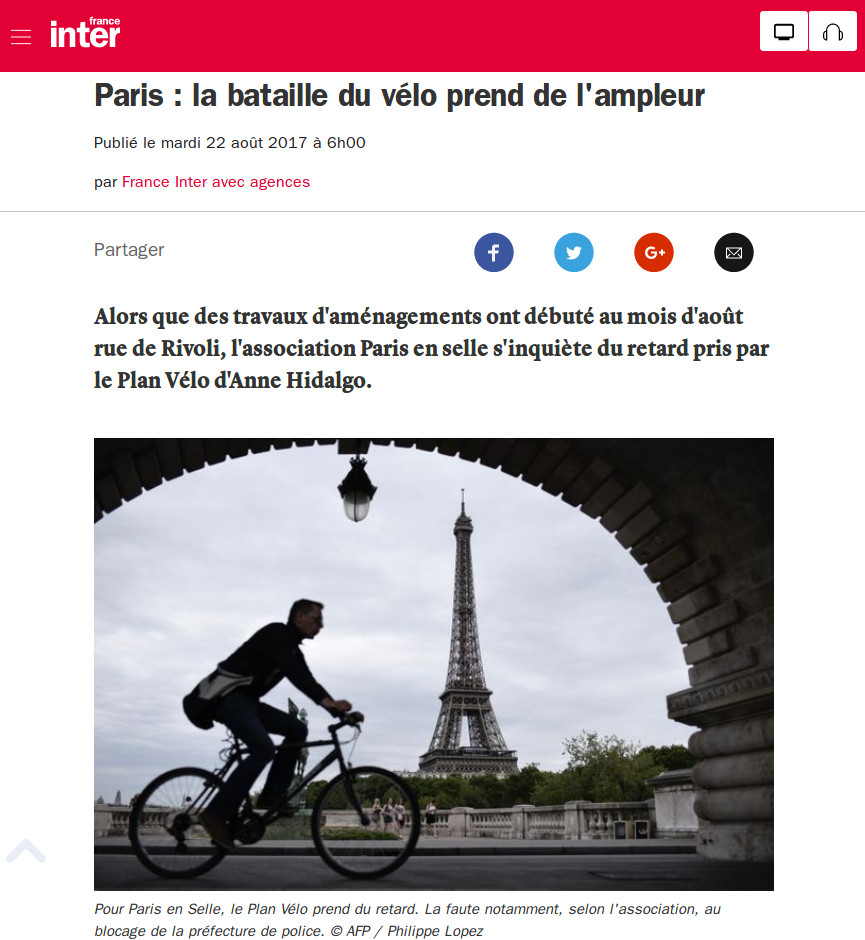 france
inter
Paris : la bataille du vélo prend de l'ampleur
Publié le mardi 22 août 2017 à 6h00
par France Inter avec agences
Partager
f
G+
Alors que des travaux d'aménagements ont débuté au mois d'août
rue de Rivoli, l'association Paris en selle s'inquiète du retard pris par
le Plan Vélo d'Anne Hidalgo.
Pour Paris en Selle, le Plan Vélo prend du retard. La faute notamment, selon l'association, au
blocage de la préfecture de police. © AFP / Philippe Lopez